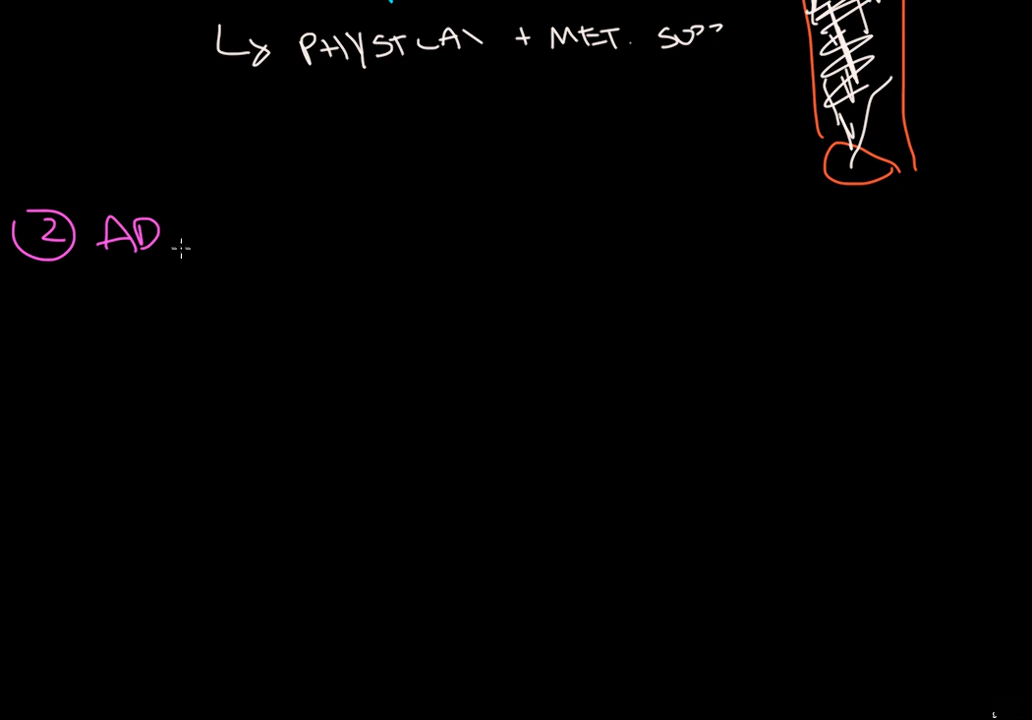 PHYSICAL + MET. SUPP
② AD